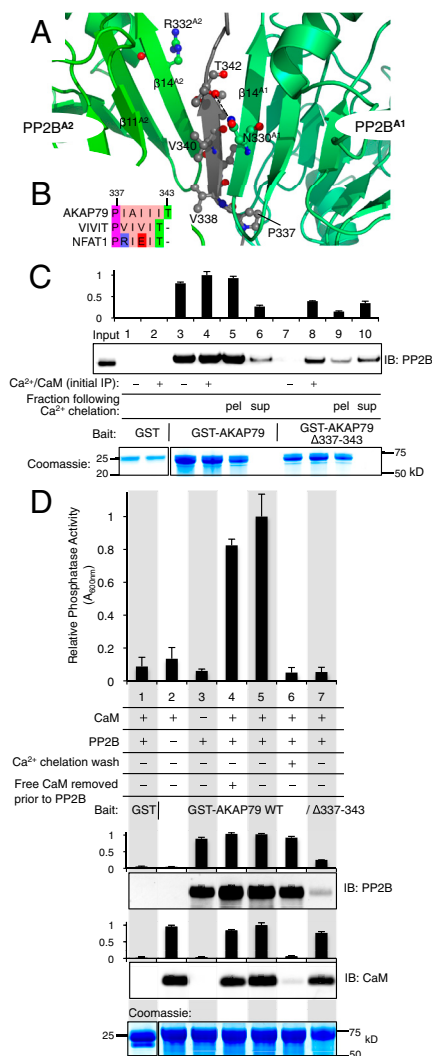 A
R332A2
T342
β14A2
β14A1
PP2BA2
PP2BA1
β11A2
N330A1
V340
B
337 343
V338
P337
AKAP79 P I A I I I T
VIVIT P V I V I T -
NFAT1 P R I E I T -
C
1
0.5
0
Input 1 2 3 4 5 6 7 8 9 10
IB: PP2B
Ca2+/CaM (initial IP): – + – + – +
Fraction following Ca2+ chelation: pel sup pel sup
Bait: GST GST-AKAP79 GST-AKAP79 Δ337-343
Coomassie: 25 20 75 50 kD
D
Relative Phosphatase Activity (A600nm)
1
0.8
0.6
0.4
0.2
0
1 2 3 4 5 6 7
CaM + + – + + + +
PP2B + – + + + + +
Ca2+ chelation wash – – – – – + –
Free CaM removed prior to PP2B – – – + – – –
Bait: GST GST-AKAP79 WT / Δ337-343
1
0.5
0
IB: PP2B
1
0.5
0
IB: CaM
Coomassie:
25 75 kD
50